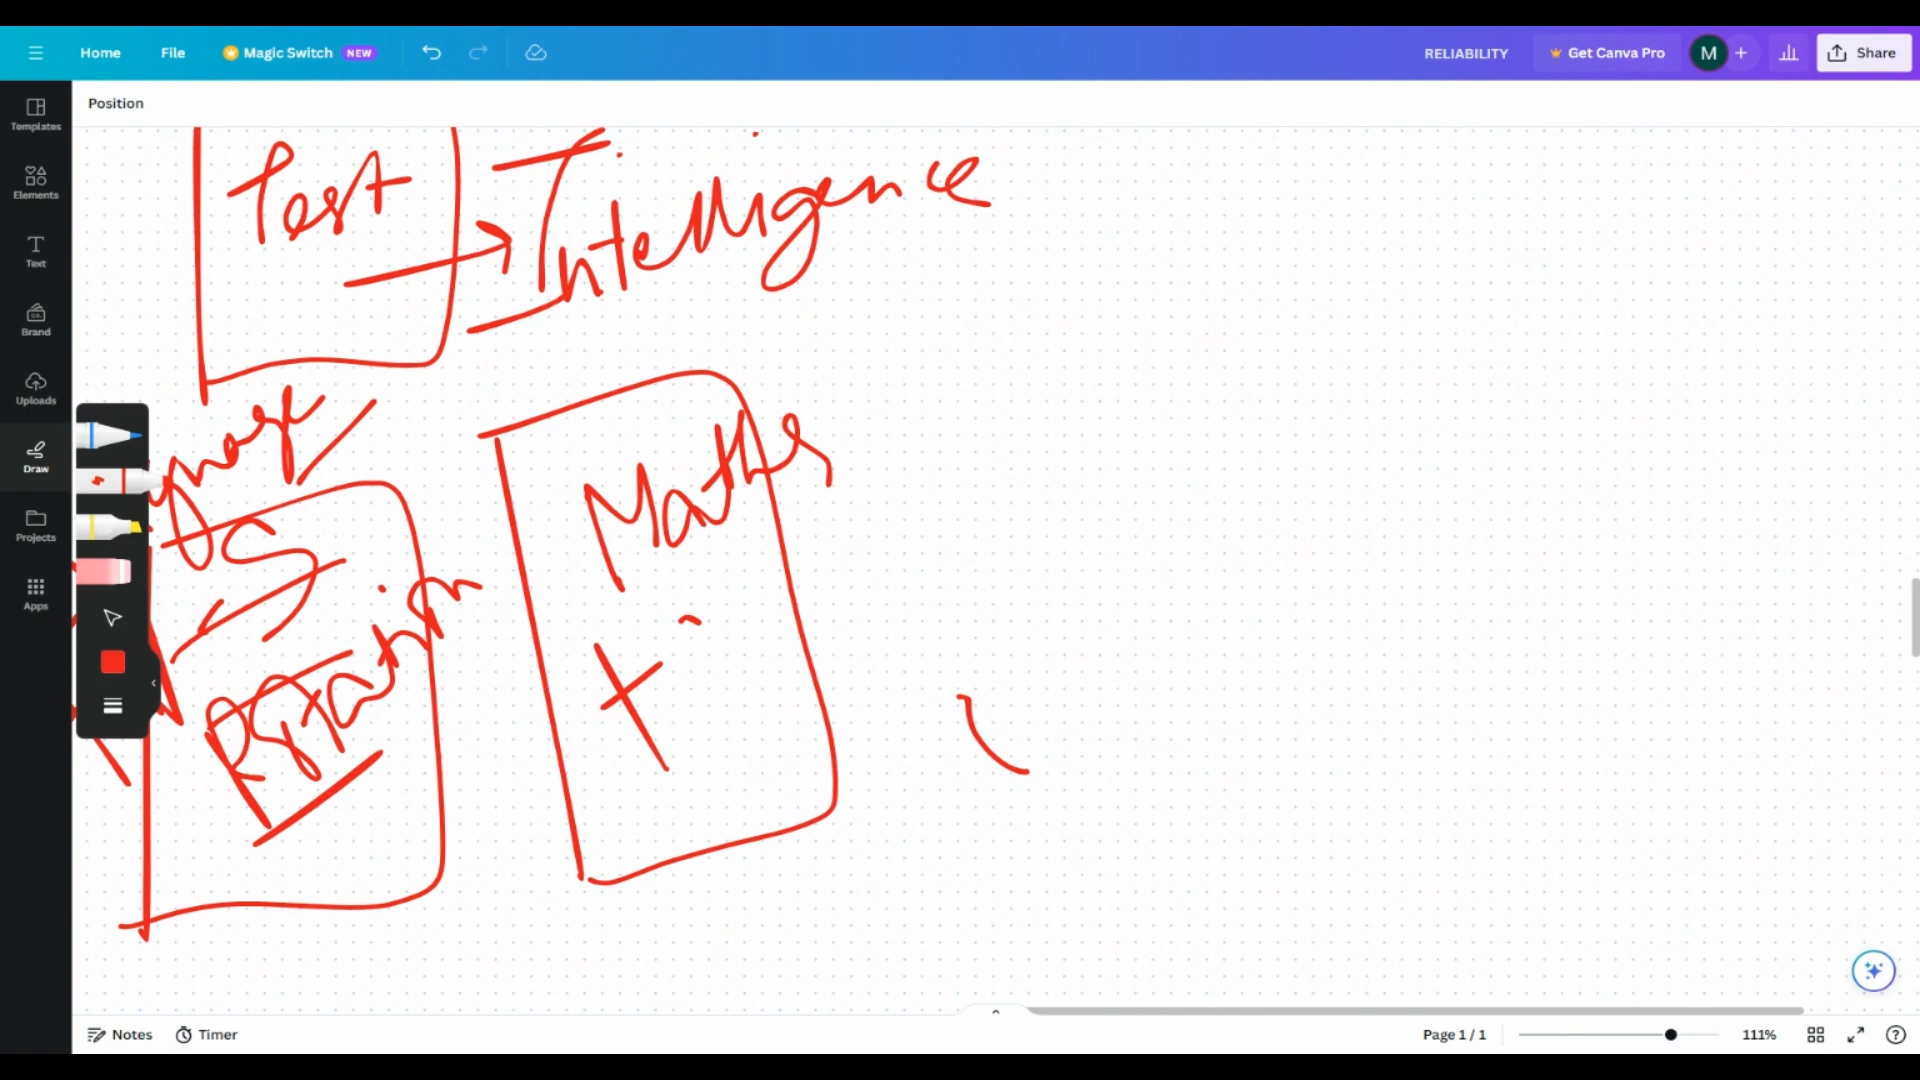 Home File Magic Switch NEW RELIABILITY Get Canva Pro M + Share
Position
Templates
Elements
Text
Brand
Uploads
Draw
Projects
Apps
Test
Intelligence
Maths
Notes Timer Page 1 / 1 111%